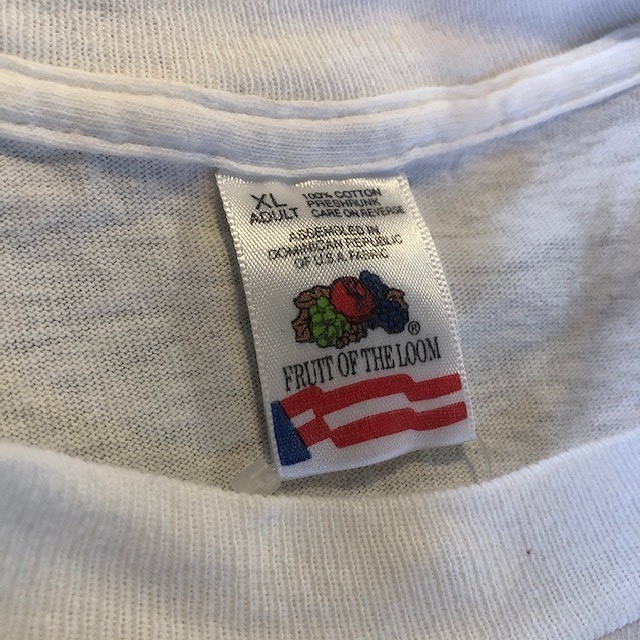 XL
ADULT
100% COTTON
PRESHRUNK
CARE ON REVERSE
ASSEMBLED IN
DOMINICAN REPUBLIC
OF U.S.A. FABRIC
®
FRUIT OF THE LOOM